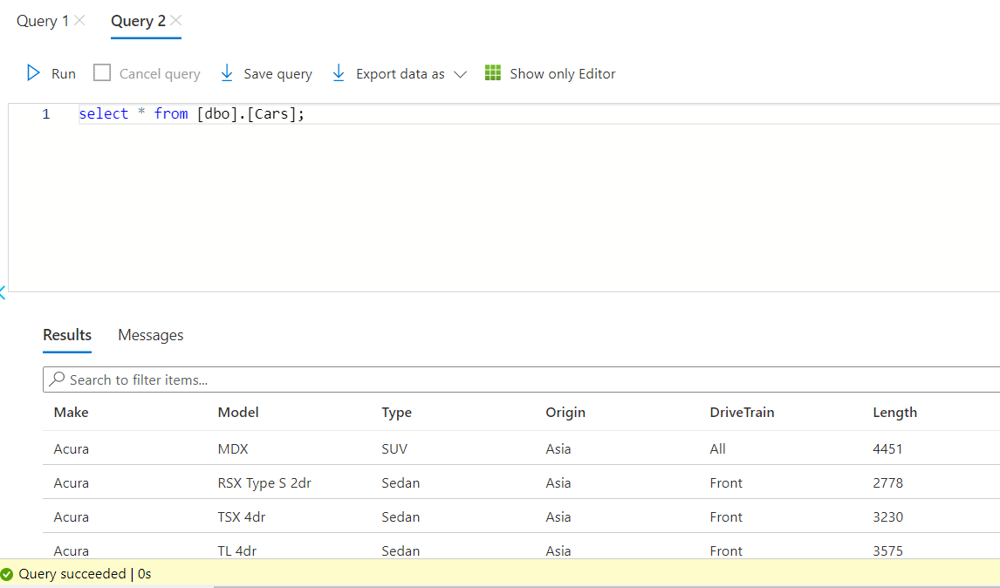 Query 1 Query 2
Run Cancel query Save query Export data as Show only Editor
1 select * from [dbo].[Cars];
Results Messages
Search to filter items...
Make Model Type Origin DriveTrain Length
Acura MDX SUV Asia All 4451
Acura RSX Type S 2dr Sedan Asia Front 2778
Acura TSX 4dr Sedan Asia Front 3230
Acura TL 4dr Sedan Asia Front 3575
Query succeeded | 0s